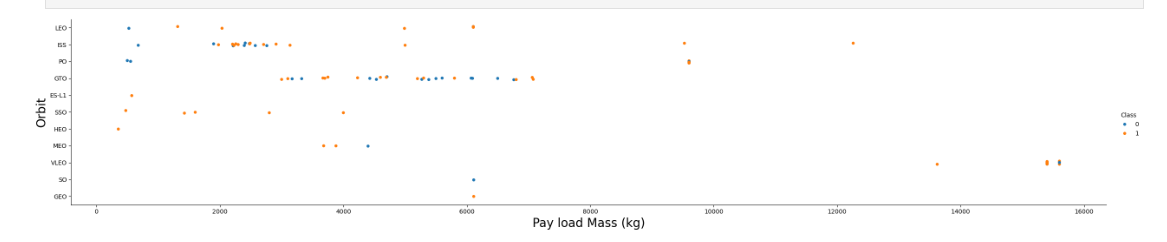 LEO
ISS
PO
GTO
ES-L1
SSO
HEO
MEO
VLEO
SO
GEO
Orbit
0 2000 4000 6000 8000 10000 12000 14000 16000
Pay load Mass (kg)
Class
0
1